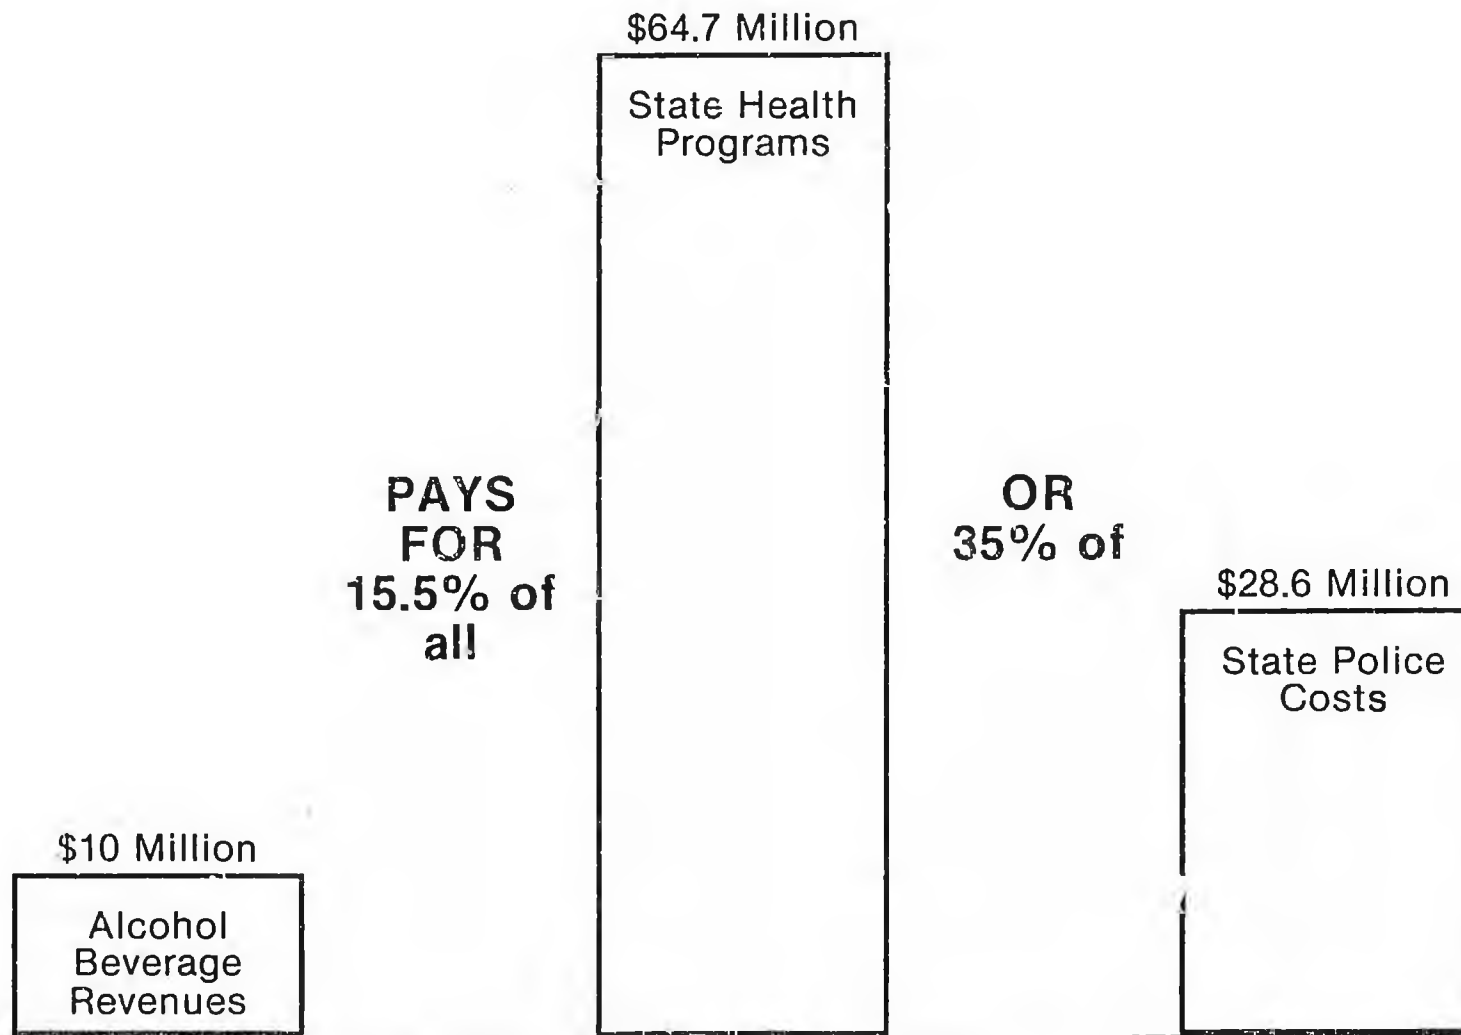 $64.7 Million
State Health
Programs
PAYS
FOR
15.5% of
all
OR
35% of
$28.6 Million
State Police
Costs
$10 Million
Alcohol
Beverage
Revenues